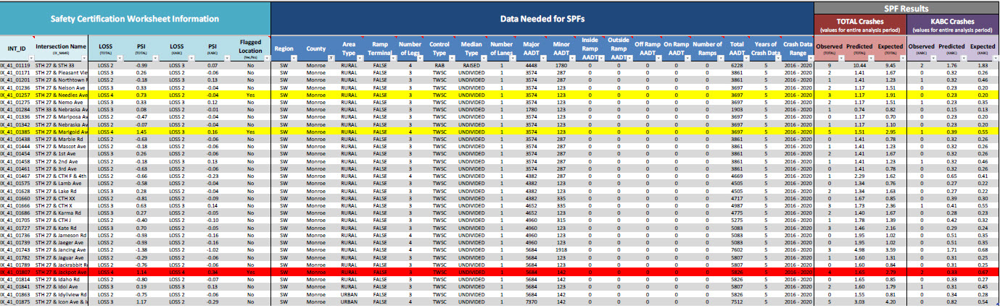 Safety Certification Worksheet Information Data Needed for SPFs SPF Results
TOTAL Crashes KABC Crashes
(values for entire analysis period) (values for entire analysis period)
INT_ID Intersection Name (IX_NAME) LOSS (TOTAL) PSI (TOTAL) LOSS (KABC) PSI (KABC) Flagged Location (Yes/No) Region County Area Type Ramp Terminal Number of Legs Control Type Median Type Number of Lanes Major AADT Minor AADT Inside Ramp AADT Outside Ramp AADT Off Ramp AADT On Ramp AADT Number of Ramps Total Ramp AADT Years of Crash Data Crash Data Range Observed (TOTAL) Predicted (TOTAL) Expected (TOTAL) Observed (KABC) Predicted (KABC) Expected (KABC)
IX_41_01119 STH 27 & STH 33 LOSS 2 -0.99 LOSS 3 0.07 No SW Monroe RURAL FALSE 4 RAB RAISED 1 4448 1780 0 0 0 0 0 6228 5 2016 - 2020 9 10.44 9.45 2 1.76 1.83
IX_41_01171 STH 27 & Pleasant Vie LOSS 3 0.26 LOSS 2 -0.06 No SW Monroe RURAL FALSE 3 TWSC UNDIVIDED 1 3574 287 0 0 0 0 0 3861 5 2016 - 2020 2 1.41 1.67 0 0.32 0.26
IX_41_01201 STH 27 & Northtown R LOSS 2 -0.18 LOSS 3 0.13 No SW Monroe RURAL FALSE 3 TWSC UNDIVIDED 1 3574 287 0 0 0 0 0 3861 5 2016 - 2020 1 1.41 1.23 1 0.32 0.46
IX_41_01236 STH 27 & Nelson Ave LOSS 3 0.33 LOSS 2 -0.04 No SW Monroe RURAL FALSE 3 TWSC UNDIVIDED 1 3574 123 0 0 0 0 0 3697 5 2016 - 2020 2 1.17 1.51 0 0.23 0.20
IX_41_01257 STH 27 & Needles Ave LOSS 4 0.73 LOSS 2 -0.04 Yes SW Monroe RURAL FALSE 3 TWSC UNDIVIDED 1 3574 123 0 0 0 0 0 3697 5 2016 - 2020 3 1.17 1.91 0 0.23 0.20
IX_41_01275 STH 27 & Nemo Ave LOSS 3 0.33 LOSS 3 0.12 No SW Monroe RURAL FALSE 3 TWSC UNDIVIDED 1 3574 123 0 0 0 0 0 3697 5 2016 - 2020 2 1.17 1.51 1 0.23 0.35
IX_41_01284 STH 33 & Nebraska Av LOSS 3 0.08 LOSS 2 -0.01 No SW Monroe RURAL FALSE 3 TWSC UNDIVIDED 1 1780 123 0 0 0 0 0 1903 5 2016 - 2020 1 0.74 0.82 0 0.15 0.13
IX_41_01336 STH 27 & Mariposa Av LOSS 2 -0.47 LOSS 2 -0.04 No SW Monroe RURAL FALSE 3 TWSC UNDIVIDED 1 3574 123 0 0 0 0 0 3697 5 2016 - 2020 0 1.17 0.70 0 0.23 0.20
IX_41_01342 STH 27 & Nebraska Av LOSS 2 -0.07 LOSS 2 -0.04 No SW Monroe RURAL FALSE 3 TWSC UNDIVIDED 1 3574 123 0 0 0 0 0 3697 5 2016 - 2020 1 1.17 1.10 0 0.23 0.20
IX_41_01385 STH 27 & Marigold Av LOSS 4 1.45 LOSS 3 0.16 Yes SW Monroe RURAL FALSE 4 TWSC UNDIVIDED 1 3574 123 0 0 0 0 0 3697 5 2016 - 2020 5 1.51 2.95 1 0.39 0.55
IX_41_01438 STH 27 & Marble Rd LOSS 2 -0.63 LOSS 2 -0.06 No SW Monroe RURAL FALSE 3 TWSC UNDIVIDED 1 3574 287 0 0 0 0 0 3861 5 2016 - 2020 0 1.41 0.78 0 0.32 0.26
IX_41_01444 STH 27 & Mascot Ave LOSS 2 -0.18 LOSS 2 -0.06 No SW Monroe RURAL FALSE 3 TWSC UNDIVIDED 1 3574 287 0 0 0 0 0 3861 5 2016 - 2020 1 1.41 1.23 0 0.32 0.26
IX_41_01454 STH 27 & 1st Ave LOSS 3 0.26 LOSS 2 -0.06 No SW Monroe RURAL FALSE 3 TWSC UNDIVIDED 1 3574 287 0 0 0 0 0 3861 5 2016 - 2020 2 1.41 1.67 0 0.32 0.26
IX_41_01458 STH 27 & 2nd Ave LOSS 2 -0.18 LOSS 3 0.13 No SW Monroe RURAL FALSE 3 TWSC UNDIVIDED 1 3574 287 0 0 0 0 0 3861 5 2016 - 2020 1 1.41 1.23 1 0.32 0.46
IX_41_01461 STH 27 & 3rd Ave LOSS 2 -0.63 LOSS 2 -0.06 No SW Monroe RURAL FALSE 3 TWSC UNDIVIDED 1 3574 287 0 0 0 0 0 3861 5 2016 - 2020 0 1.41 0.78 0 0.32 0.26
IX_41_01467 STH 27 & CTH F & 4th LOSS 2 -0.66 LOSS 2 -0.23 No SW Monroe RURAL FALSE 4 TWSC UNDIVIDED 1 4382 287 0 0 0 0 0 4669 5 2016 - 2020 1 2.29 1.62 0 0.65 0.41
IX_41_01575 STH 27 & Lamb Ave LOSS 2 -0.58 LOSS 2 -0.04 No SW Monroe RURAL FALSE 3 TWSC UNDIVIDED 1 4382 123 0 0 0 0 0 4505 5 2016 - 2020 0 1.34 0.76 0 0.27 0.22
IX_41_01628 STH 27 & Lake Rd LOSS 3 0.28 LOSS 2 -0.04 No SW Monroe RURAL FALSE 3 TWSC UNDIVIDED 1 4382 123 0 0 0 0 0 4505 5 2016 - 2020 2 1.34 1.63 0 0.27 0.22
IX_41_01660 STH 27 & CTH XX LOSS 2 -0.81 LOSS 2 -0.09 No SW Monroe RURAL FALSE 3 TWSC UNDIVIDED 1 4382 335 0 0 0 0 0 4717 5 2016 - 2020 0 1.67 0.85 0 0.39 0.30
IX_41_01666 STH 27 & CTH X LOSS 3 0.63 LOSS 3 0.14 No SW Monroe RURAL FALSE 3 TWSC UNDIVIDED 1 4652 335 0 0 0 0 0 4987 5 2016 - 2020 3 1.73 2.36 1 0.41 0.55
IX_41_01686 STH 27 & Karma Rd LOSS 3 0.27 LOSS 2 -0.05 No SW Monroe RURAL FALSE 3 TWSC UNDIVIDED 1 4652 123 0 0 0 0 0 4775 5 2016 - 2020 2 1.40 1.67 0 0.28 0.23
IX_41_01705 STH 27 & CTH J LOSS 2 -0.40 LOSS 2 -0.10 No SW Monroe RURAL FALSE 3 TWSC UNDIVIDED 1 4960 315 0 0 0 0 0 5275 5 2016 - 2020 1 1.78 1.39 0 0.42 0.32
IX_41_01727 STH 27 & Kate Rd LOSS 3 0.70 LOSS 2 -0.05 No SW Monroe RURAL FALSE 3 TWSC UNDIVIDED 1 4960 123 0 0 0 0 0 5083 5 2016 - 2020 3 1.46 2.16 0 0.29 0.24
IX_41_01736 STH 27 & Jameson Rd LOSS 2 -0.93 LOSS 2 -0.16 No SW Monroe RURAL FALSE 4 TWSC UNDIVIDED 1 4960 123 0 0 0 0 0 5083 5 2016 - 2020 0 1.95 1.02 0 0.51 0.35
IX_41_01739 STH 27 & Jaeger Ave LOSS 2 -0.93 LOSS 2 -0.16 No SW Monroe RURAL FALSE 4 TWSC UNDIVIDED 1 4960 123 0 0 0 0 0 5083 5 2016 - 2020 0 1.95 1.02 0 0.51 0.35
IX_41_01743 STH 27 & Jancing Ave LOSS 2 -1.38 LOSS 2 -1.02 No SW Monroe RURAL FALSE 4 TWSC UNDIVIDED 1 5684 1918 0 0 0 0 0 7602 5 2016 - 2020 3 4.98 3.59 0 1.71 0.68
IX_41_01782 STH 27 & Jaguar Ave LOSS 2 -0.29 LOSS 2 -0.06 No SW Monroe RURAL FALSE 3 TWSC UNDIVIDED 1 5684 123 0 0 0 0 0 5807 5 2016 - 2020 1 1.60 1.31 0 0.31 0.25
IX_41_01789 STH 27 & Jackrabbit R LOSS 2 -0.76 LOSS 2 -0.06 No SW Monroe RURAL FALSE 3 TWSC UNDIVIDED 1 5684 123 0 0 0 0 0 5807 5 2016 - 2020 0 1.60 0.84 0 0.31 0.25
IX_41_01807 STH 27 & Jackpot Ave LOSS 4 1.14 LOSS 4 0.34 Yes SW Monroe RURAL FALSE 3 TWSC UNDIVIDED 1 5684 142 0 0 0 0 0 5826 5 2016 - 2020 4 1.65 2.79 2 0.33 0.67
IX_41_01814 STH 27 & Idaho Rd LOSS 2 -0.80 LOSS 2 -0.07 No SW Monroe RURAL FALSE 3 TWSC UNDIVIDED 1 5684 142 0 0 0 0 0 5826 5 2016 - 2020 0 1.65 0.85 0 0.33 0.27
IX_41_01841 STH 27 & Idol Ave LOSS 3 0.19 LOSS 3 0.13 No SW Monroe RURAL FALSE 3 TWSC UNDIVIDED 1 5684 123 0 0 0 0 0 5807 5 2016 - 2020 2 1.60 1.79 1 0.31 0.45
IX_41_01863 STH 27 & Idyllview Rd LOSS 2 -0.75 LOSS 2 -0.06 No SW Monroe URBAN FALSE 3 TWSC UNDIVIDED 1 5684 142 0 0 0 0 0 5826 5 2016 - 2020 0 1.55 0.81 0 0.34 0.28
IX_41_01875 STH 27 & Icon Ave & I LOSS 3 1.17 LOSS 2 -0.29 No SW Monroe URBAN FALSE 4 TWSC UNDIVIDED 1 7370 142 0 0 0 0 0 7512 5 2016 - 2020 5 3.03 4.20 0 0.82 0.54